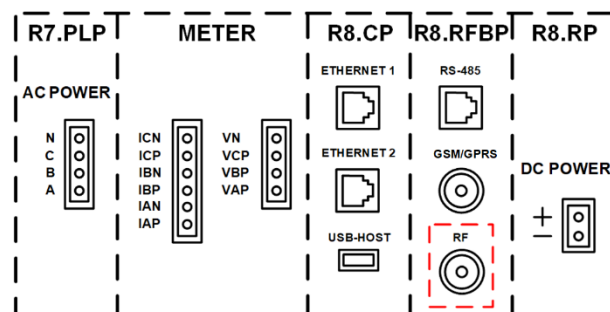 R7.PLP
METER
R8.CP
R8.RFBP
R8.RP
AC POWER
N
C
B
A
ICN
ICP
IBN
IBP
IAN
IAP
VN
VCP
VBP
VAP
ETHERNET 1
ETHERNET 2
USB-HOST
RS-485
GSM/GPRS
RF
DC POWER
+
−